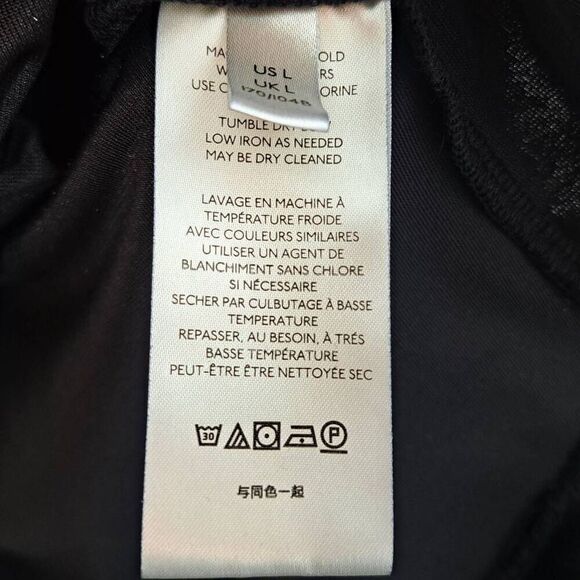 US L
UK L
170/104B
TUMBLE DRY
LOW IRON AS NEEDED
MAY BE DRY CLEANED
LAVAGE EN MACHINE À
TEMPÉRATURE FROIDE
AVEC COULEURS SIMILAIRES
UTILISER UN AGENT DE
BLANCHIMENT SANS CHLORE
SI NÉCESSAIRE
SECHER PAR CULBUTAGE À BASSE
TEMPERATURE
REPASSER, AU BESOIN, À TRÉS
BASSE TEMPÉRATURE
PEUT-ÊTRE ÊTRE NETTOYÉE SEC
30 P
与同色一起